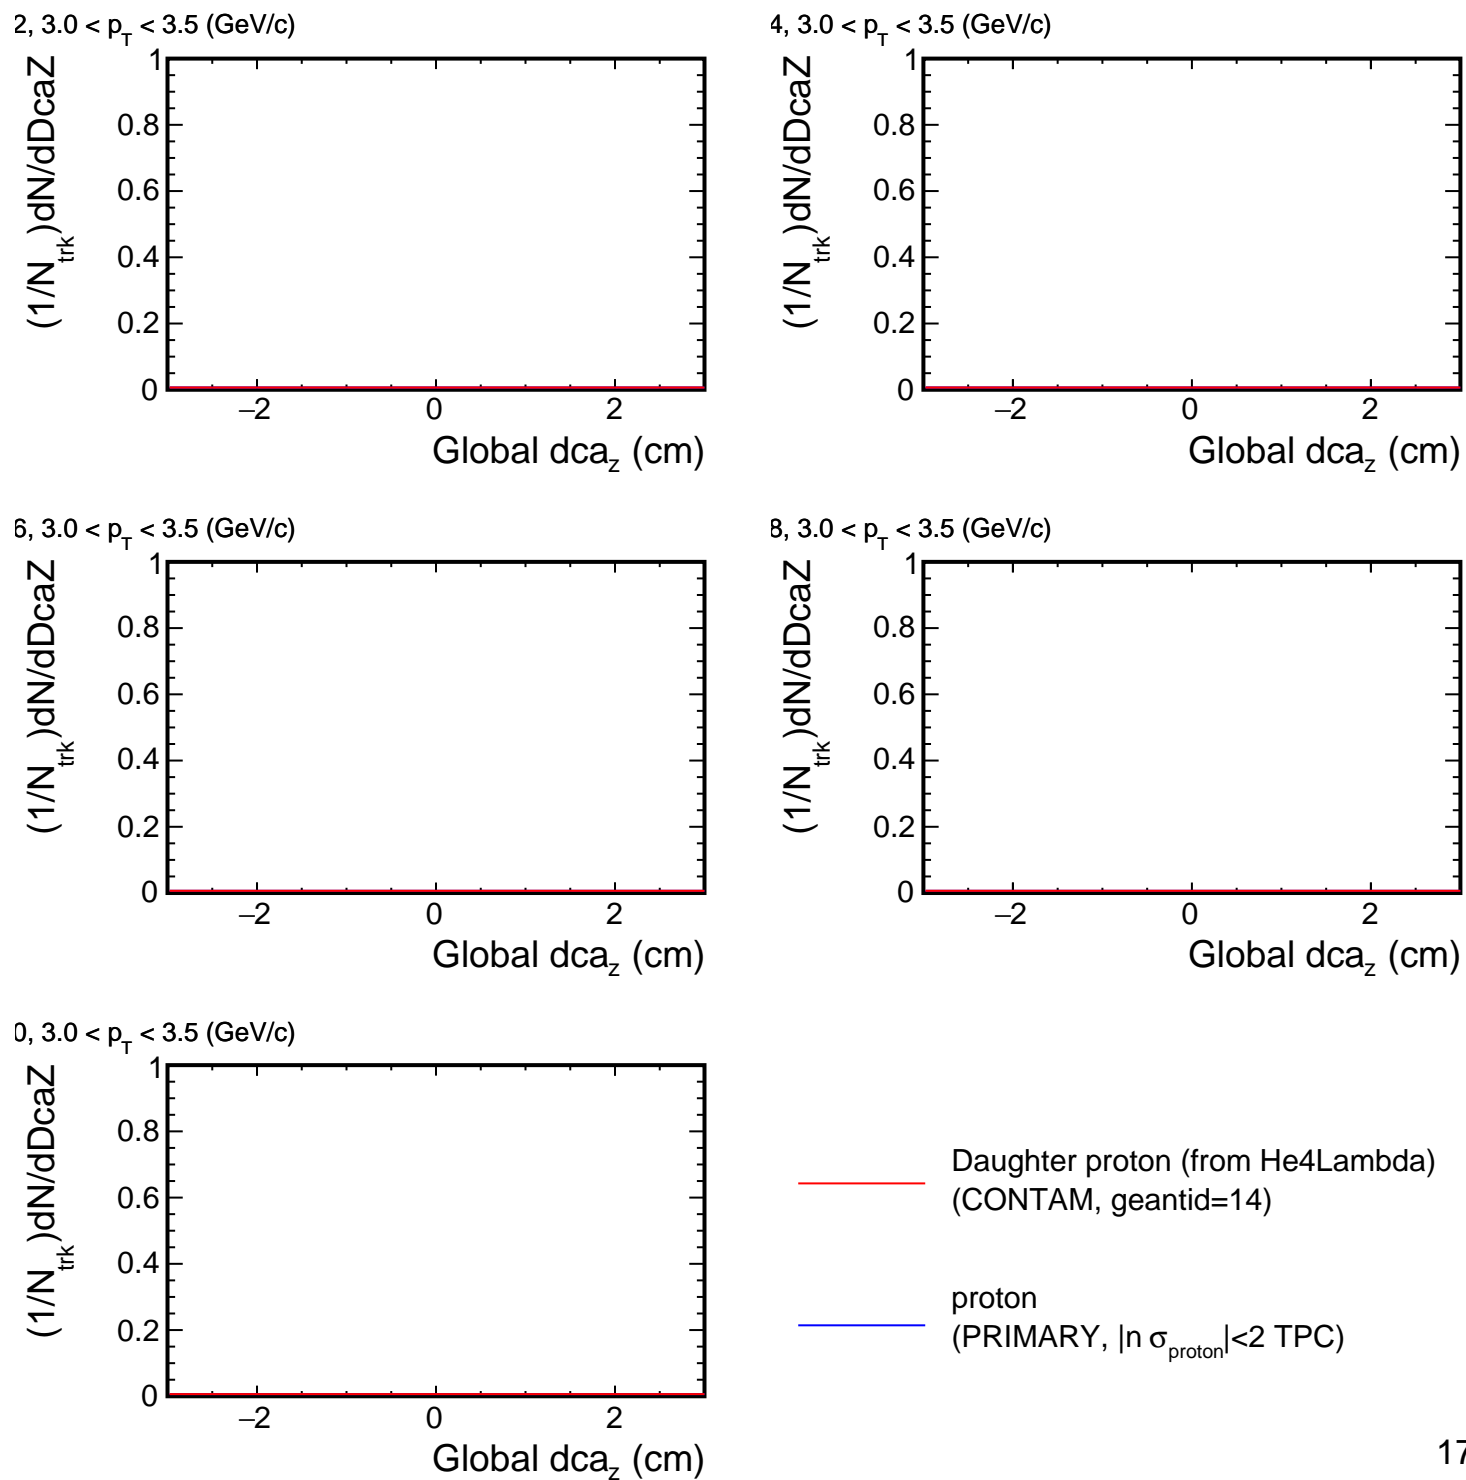 2, 3.0 < p_T < 3.5 (GeV/c)
(1/N_trk)dN/dDcaZ
1
0.8
0.6
0.4
0.2
0
−2 0 2
Global dca_z (cm)
4, 3.0 < p_T < 3.5 (GeV/c)
(1/N_trk)dN/dDcaZ
1
0.8
0.6
0.4
0.2
0
−2 0 2
Global dca_z (cm)
6, 3.0 < p_T < 3.5 (GeV/c)
(1/N_trk)dN/dDcaZ
1
0.8
0.6
0.4
0.2
0
−2 0 2
Global dca_z (cm)
8, 3.0 < p_T < 3.5 (GeV/c)
(1/N_trk)dN/dDcaZ
1
0.8
0.6
0.4
0.2
0
−2 0 2
Global dca_z (cm)
0, 3.0 < p_T < 3.5 (GeV/c)
(1/N_trk)dN/dDcaZ
1
0.8
0.6
0.4
0.2
0
−2 0 2
Global dca_z (cm)
Daughter proton (from He4Lambda)
(CONTAM, geantid=14)
proton
(PRIMARY, |n σ_proton|<2 TPC)
17